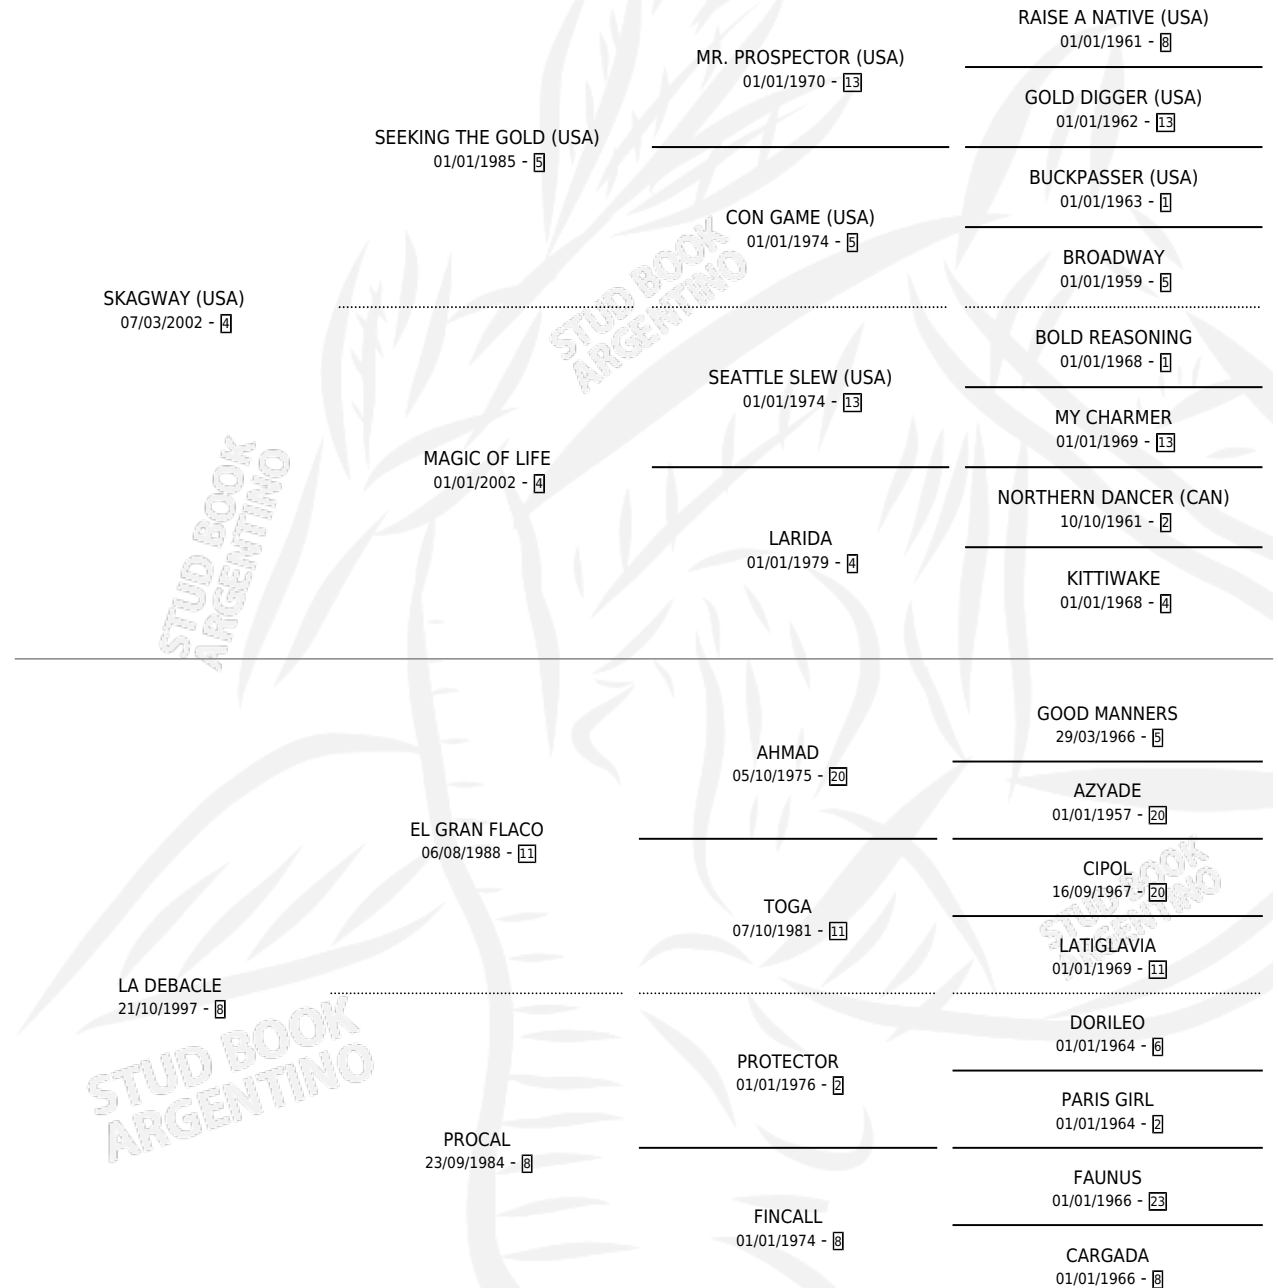 RAISE A NATIVE (USA)
01/01/1961 - 8
MR. PROSPECTOR (USA)
01/01/1970 - 13
GOLD DIGGER (USA)
01/01/1962 - 13
SEEKING THE GOLD (USA)
01/01/1985 - 5
BUCKPASSER (USA)
01/01/1963 - 1
CON GAME (USA)
01/01/1974 - 5
BROADWAY
01/01/1959 - 5
SKAGWAY (USA)
07/03/2002 - 4
BOLD REASONING
01/01/1968 - 1
SEATTLE SLEW (USA)
01/01/1974 - 13
MY CHARMER
01/01/1969 - 13
MAGIC OF LIFE
01/01/2002 - 4
NORTHERN DANCER (CAN)
10/10/1961 - 2
LARIDA
01/01/1979 - 4
KITTIWAKE
01/01/1968 - 4
GOOD MANNERS
29/03/1966 - 5
AHMAD
05/10/1975 - 20
AZYADE
01/01/1957 - 20
EL GRAN FLACO
06/08/1988 - 11
CIPOL
16/09/1967 - 20
TOGA
07/10/1981 - 11
LATIGLAVIA
01/01/1969 - 11
LA DEBACLE
21/10/1997 - 8
DORILEO
01/01/1964 - 6
PROTECTOR
01/01/1976 - 2
PARIS GIRL
01/01/1964 - 2
PROCAL
23/09/1984 - 8
FAUNUS
01/01/1966 - 23
FINCALL
01/01/1974 - 8
CARGADA
01/01/1966 - 8
STUD BOOK
ARGENTINO
STUD BOOK
ARGENTINO
STUD BOOK
ARGENTINO
STUD BOOK
ARGENTINO